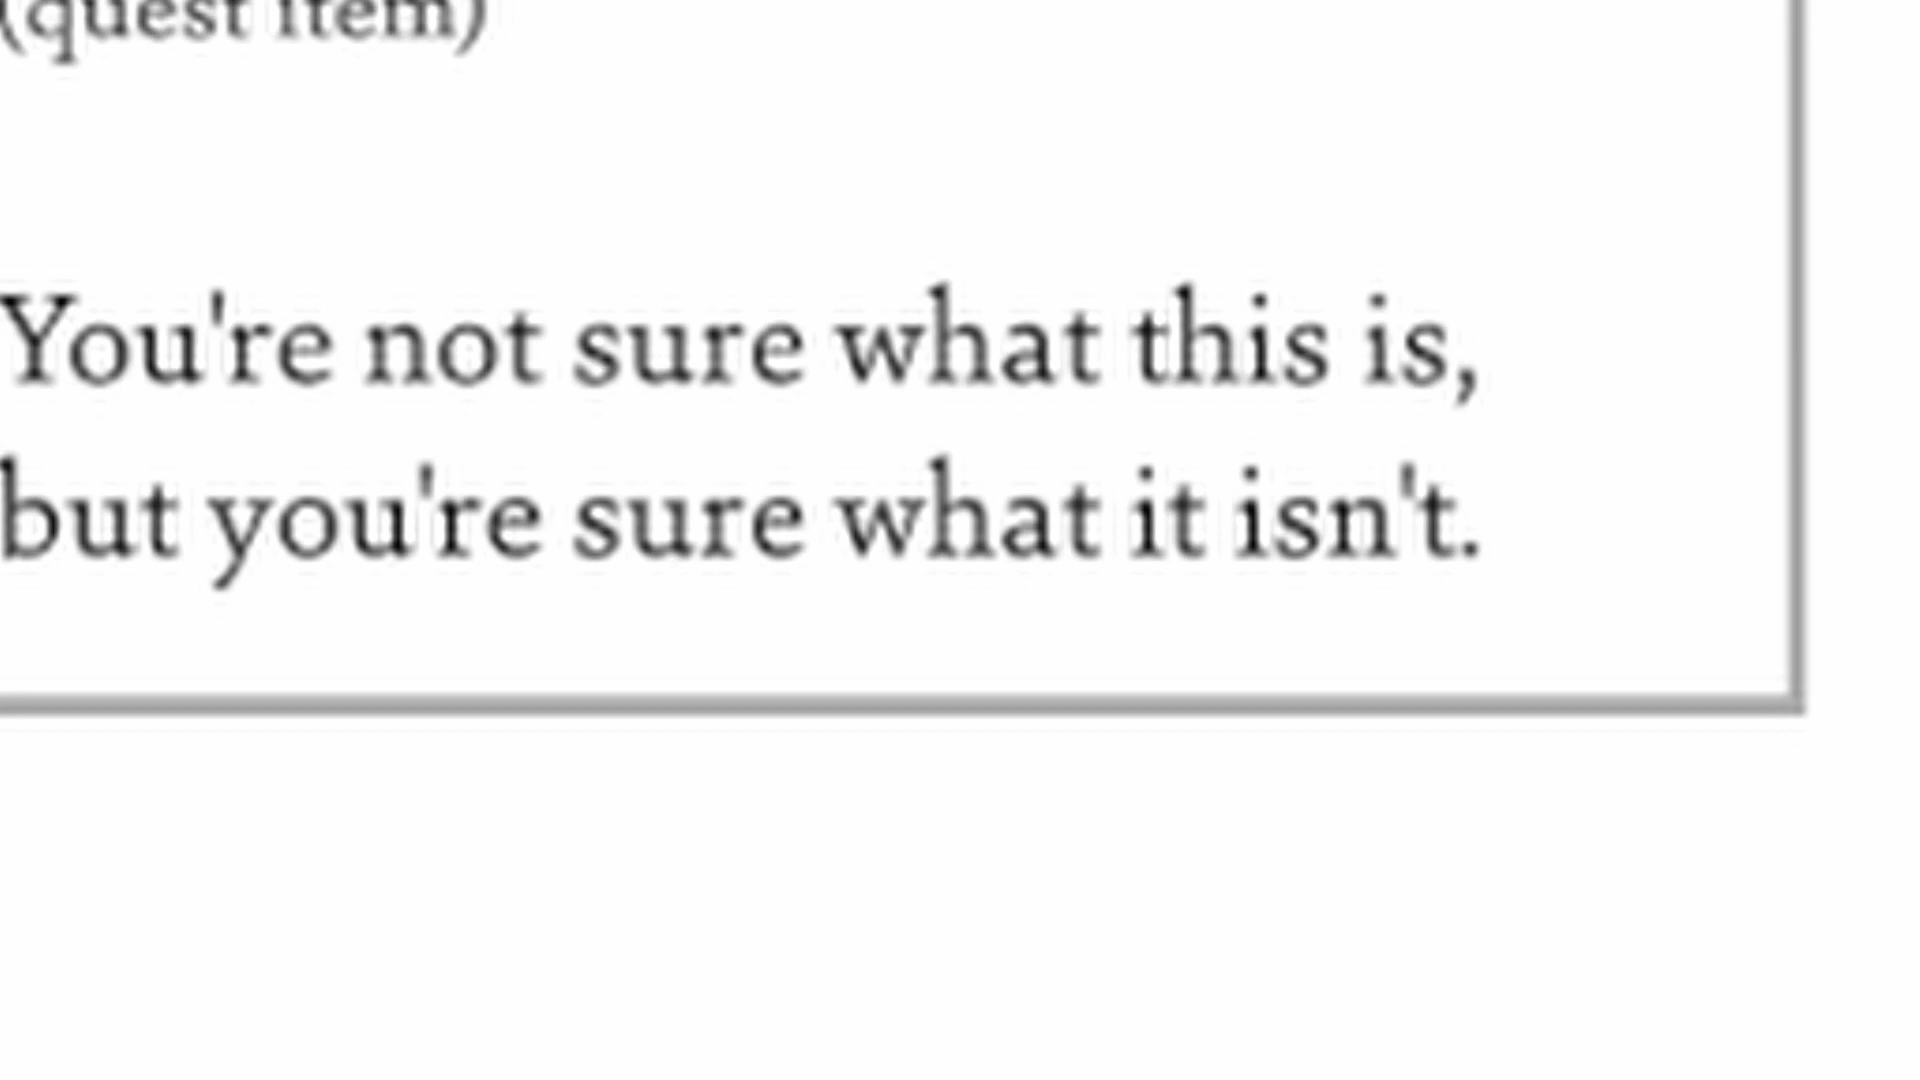 (quest item)
You're not sure what this is,
but you're sure what it isn't.